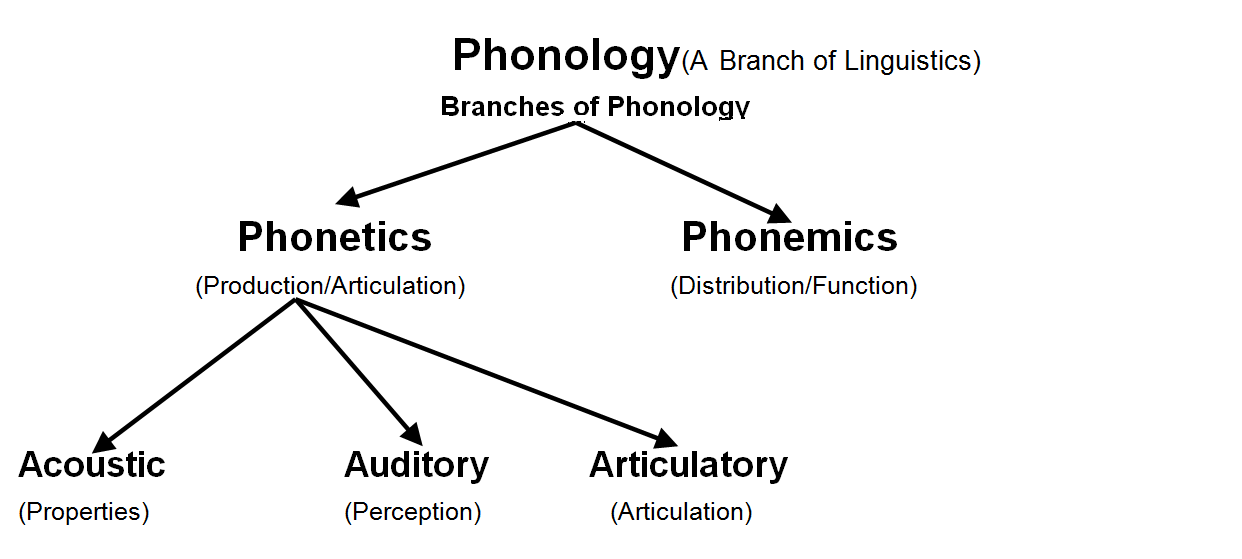 Phonology(A Branch of Linguistics)
Branches of Phonology
Phonetics Phonemics
(Production/Articulation) (Distribution/Function)
Acoustic Auditory Articulatory
(Properties) (Perception) (Articulation)